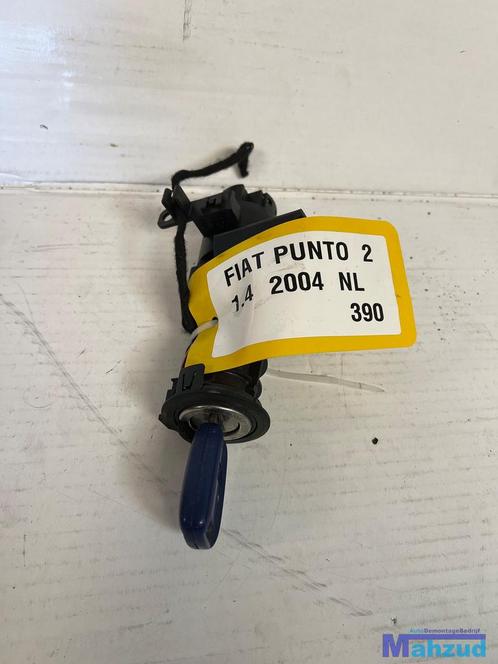 FIAT PUNTO 2
1.4 2004 NL
390
AutoDemontageBedrijf
Mahzud